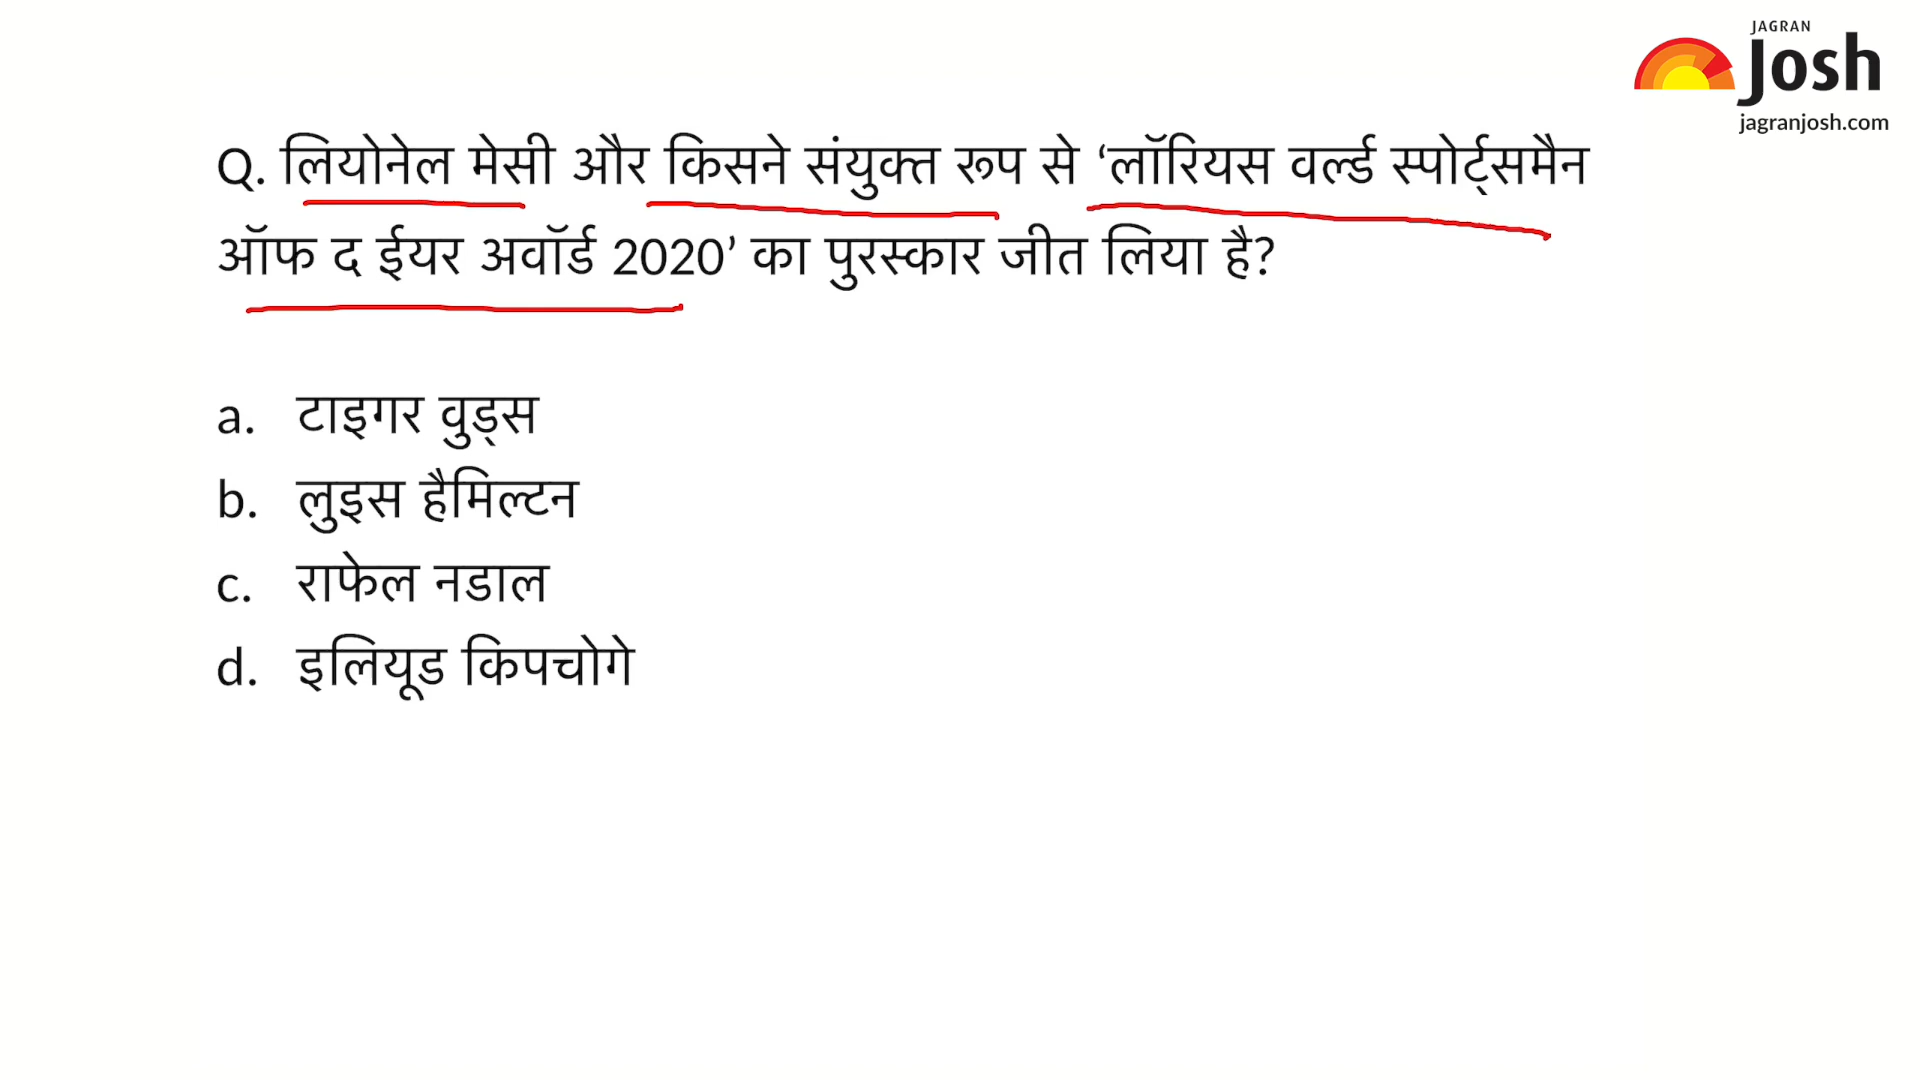 JAGRAN
Josh
jagranjosh.com
Q. लियोनेल मेसी और किसने संयुक्त रूप से ‘लॉरियस वर्ल्ड स्पोर्ट्समैन
ऑफ द ईयर अवॉर्ड 2020’ का पुरस्कार जीत लिया है?
a. टाइगर वुड्स
b. लुइस हैमिल्टन
c. राफेल नडाल
d. इलियूड किपचोगे